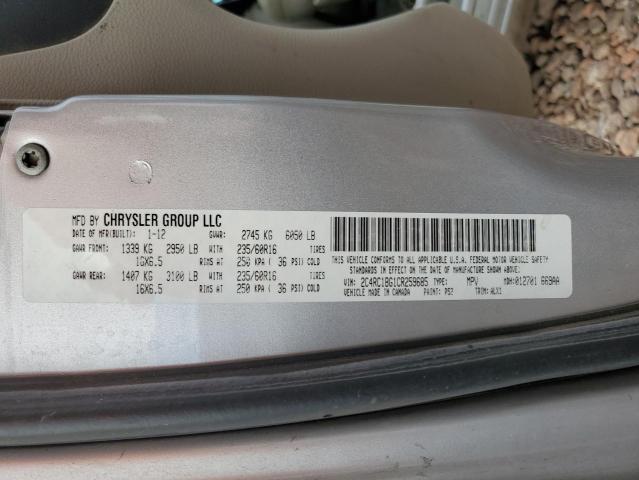 MFD BY CHRYSLER GROUP LLC
DATE OF MFR(BUILT): 1-12 GVWR: 2745 KG 6050 LB
GAWR FRONT: 1339 KG 2950 LB 235/60R16 TIRES
16X6.5 RIMS AT 250 KPA ( 36 PSI) COLD
GAWR REAR: 1407 KG 3100 LB 235/60R16 TIRES
16X6.5 RIMS AT 250 KPA ( 36 PSI) COLD
THIS VEHICLE CONFORMS TO ALL APPLICABLE U.S.A. FEDERAL MOTOR VEHICLE SAFETY
STANDARDS IN EFFECT ON THE DATE OF MANUFACTURE SHOWN ABOVE:
VIN: 2C4RC1BG1CR259685 TYPE: MPV MDH:012701 669AA
VEHICLE MADE IN CANADA PAINT: PS2 TRIM: ALX1